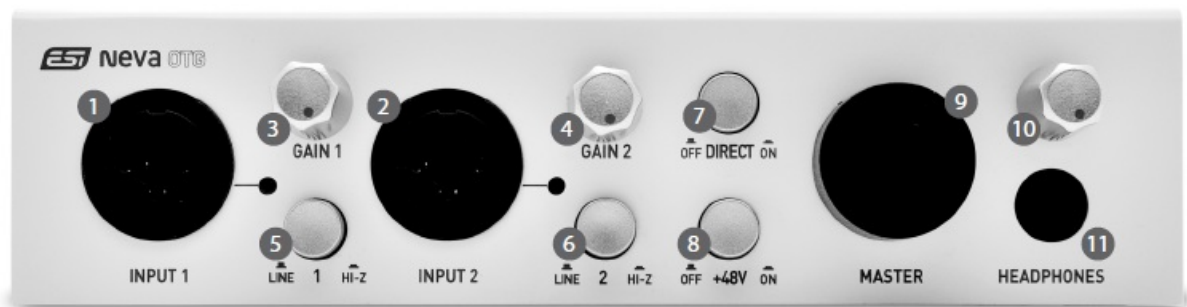 ESI Neva OTG
1
2
3
4
7
9
10
GAIN 1
GAIN 2
OFF DIRECT ON
5
6
8
11
LINE 1 HI-Z
LINE 2 HI-Z
OFF +48V ON
INPUT 1
INPUT 2
MASTER
HEADPHONES